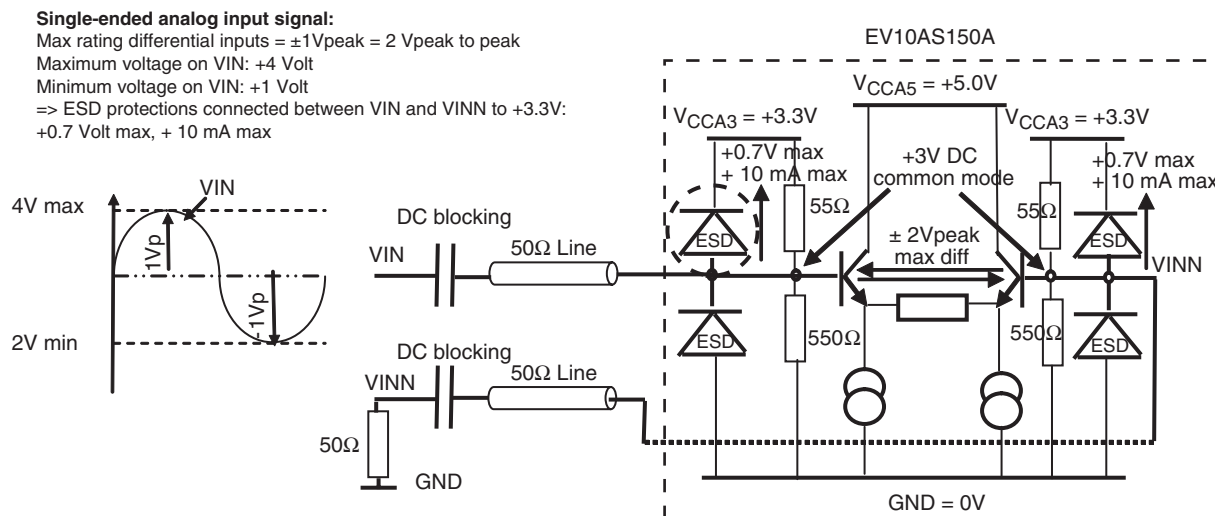 Single-ended analog input signal:
Max rating differential inputs = ±1Vpeak = 2 Vpeak to peak
Maximum voltage on VIN: +4 Volt
Minimum voltage on VIN: +1 Volt
=> ESD protections connected between VIN and VINN to +3.3V:
+0.7 Volt max, + 10 mA max
EV10AS150A
VCCA5 = +5.0V
VCCA3 = +3.3V
VCCA3 = +3.3V
+0.7V max
+ 10 mA max
+3V DC
common mode
+0.7V max
+ 10 mA max
VIN
4V max
1Vp
-1Vp
2V min
DC blocking
VIN
50Ω Line
ESD
55Ω
± 2Vpeak
max diff
55Ω
ESD
VINN
ESD
550Ω
550Ω
ESD
DC blocking
VINN
50Ω Line
50Ω
GND
GND = 0V